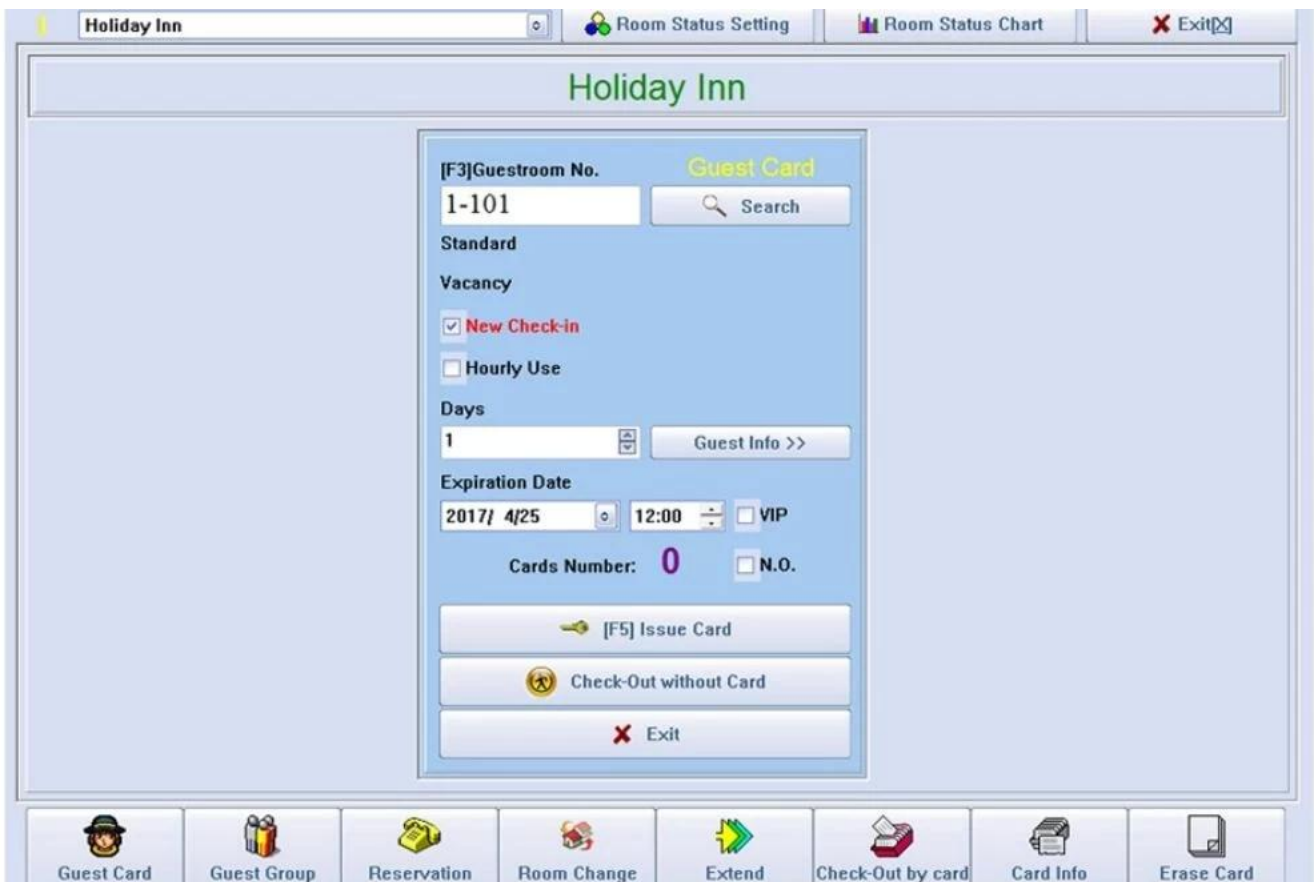 Holiday Inn
Room Status Setting
Room Status Chart
Exit[X]
Holiday Inn
[F3]Guestroom No.
Guest Card
1-101
Search
Standard
Vacancy
New Check-in
Hourly Use
Days
1
Guest Info >>
Expiration Date
2017/ 4/25
12:00
VIP
Cards Number: 0
N.O.
[F5] Issue Card
Check-Out without Card
Exit
Guest Card
Guest Group
Reservation
Room Change
Extend
Check-Out by card
Card Info
Erase Card